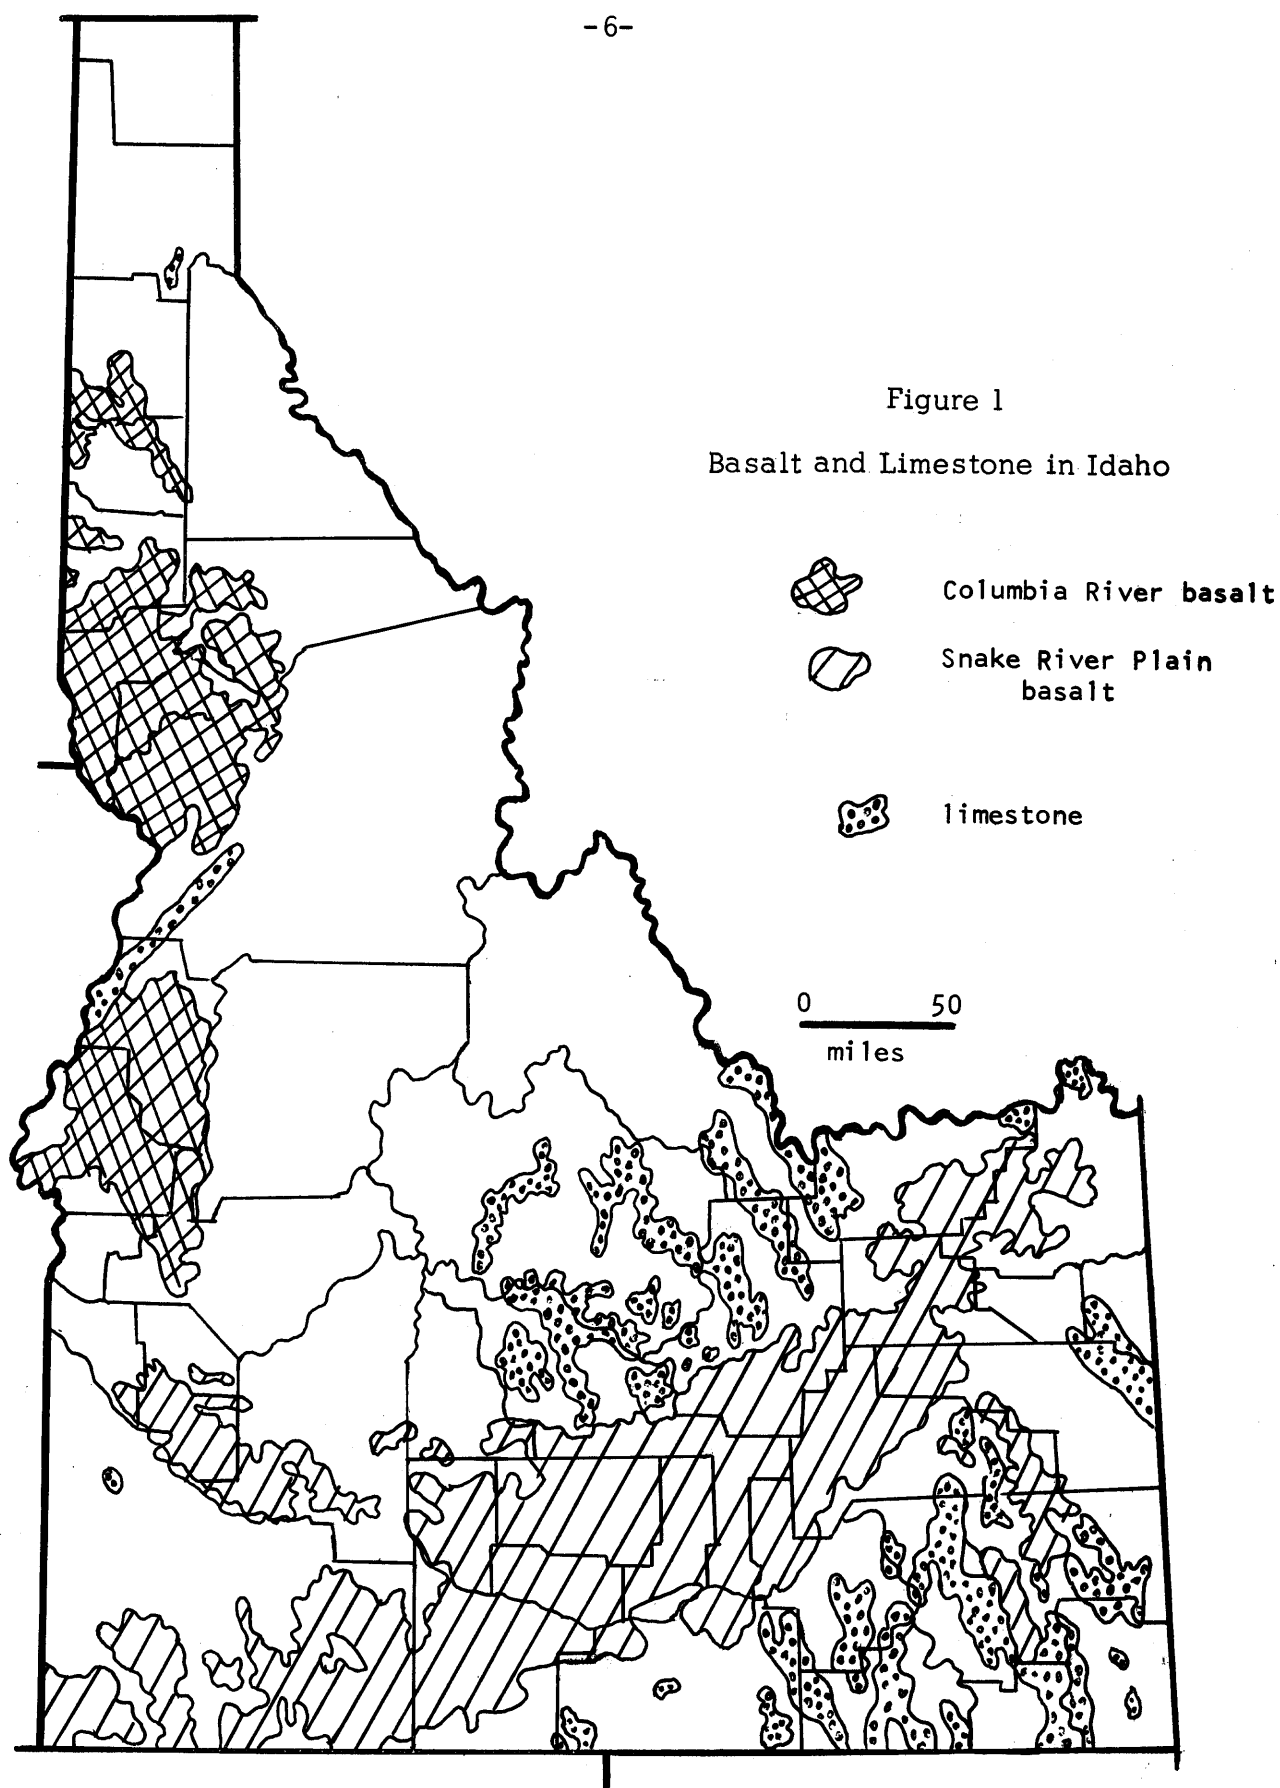 -6-
Figure 1
Basalt and Limestone in Idaho
Columbia River basalt
Snake River Plain
basalt
limestone
0 50
miles